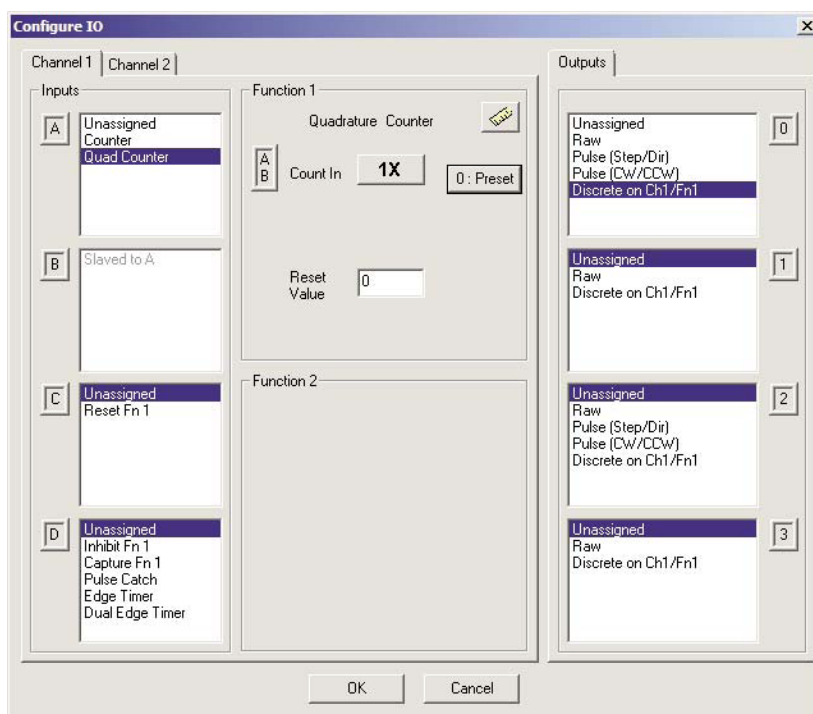 Configure IO
Channel 1
Channel 2
Inputs
A
Unassigned
Counter
Quad Counter
B
Slaved to A
C
Unassigned
Reset Fn 1
D
Unassigned
Inhibit Fn 1
Capture Fn 1
Pulse Catch
Edge Timer
Dual Edge Timer
Function 1
Quadrature Counter
A
B
Count In
1X
0 : Preset
Reset
Value
0
Function 2
Outputs
Unassigned
Raw
Pulse (Step/Dir)
Pulse (CW/CCW)
Discrete on Ch1/Fn1
0
Unassigned
Raw
Discrete on Ch1/Fn1
1
Unassigned
Raw
Pulse (Step/Dir)
Pulse (CW/CCW)
Discrete on Ch1/Fn1
2
Unassigned
Raw
Discrete on Ch1/Fn1
3
OK
Cancel